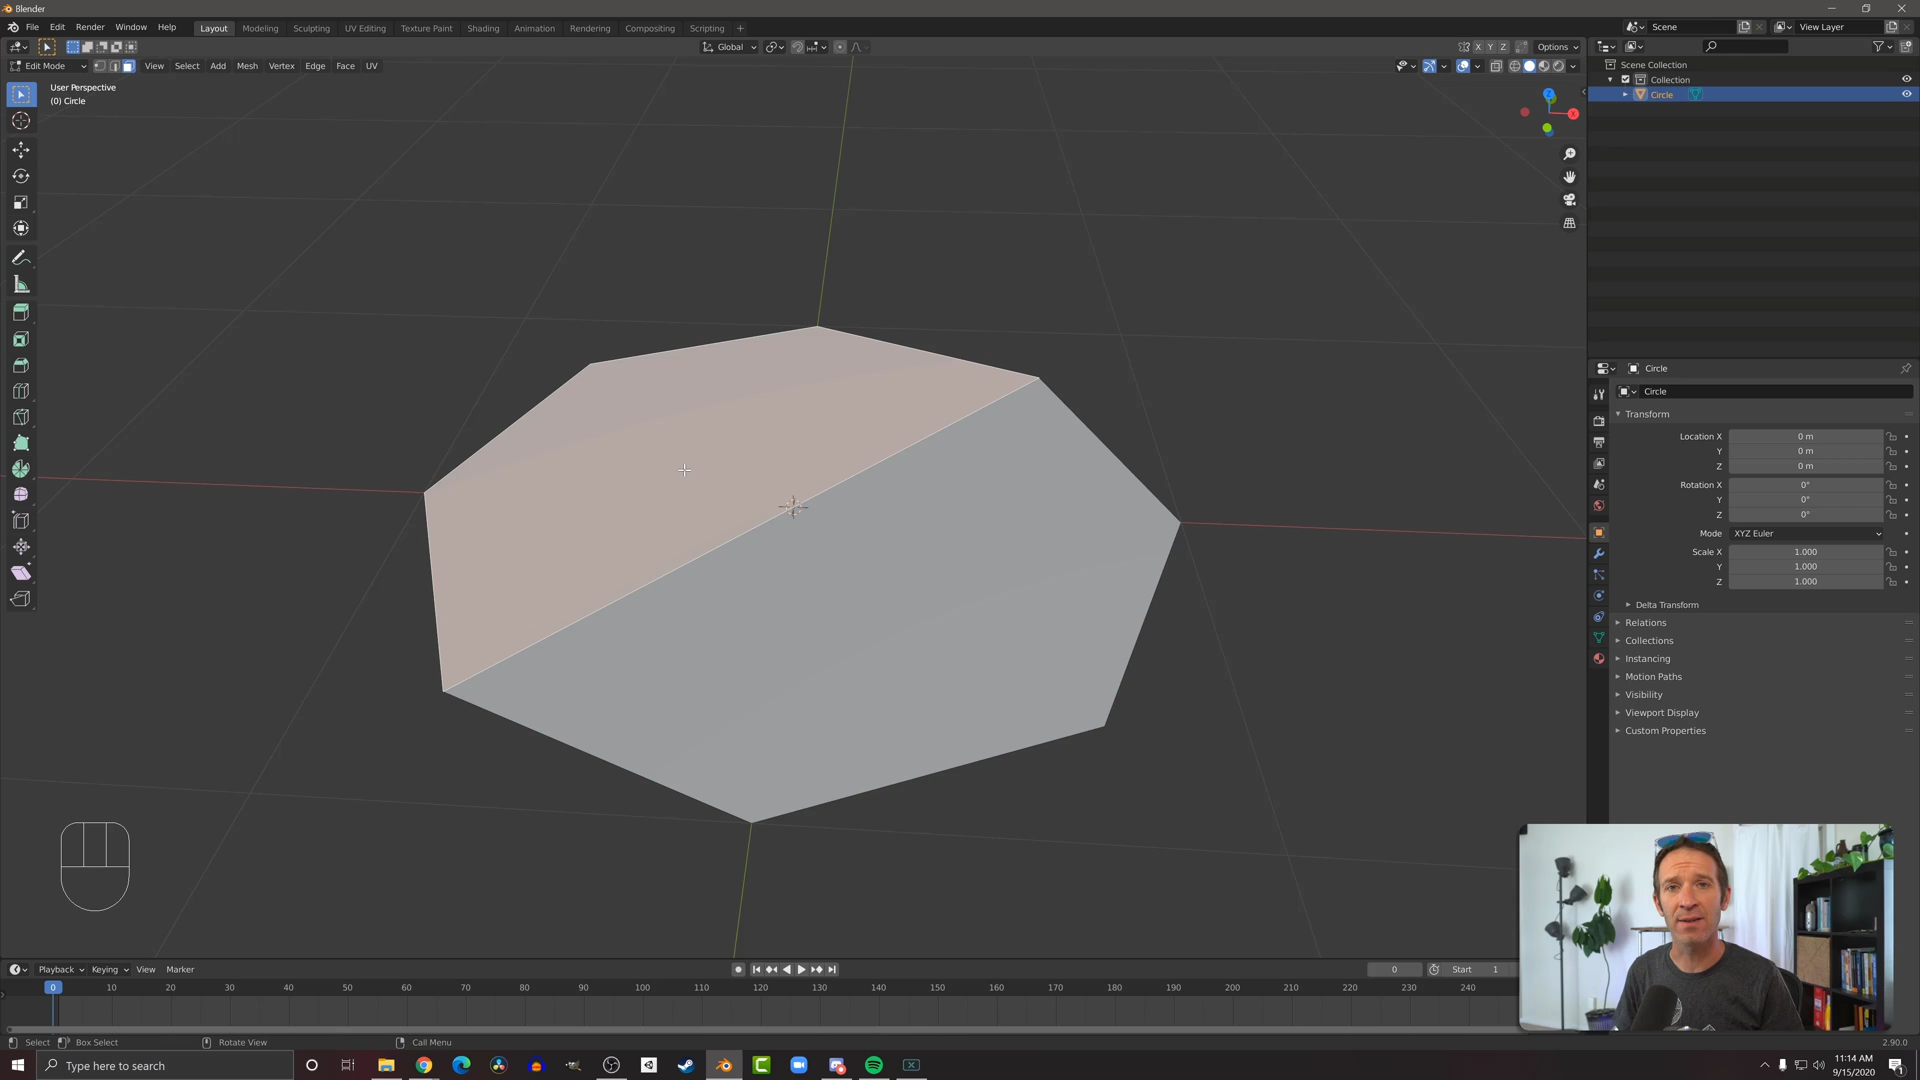 Blender
File Edit Render Window Help
Layout Modeling Sculpting UV Editing Texture Paint Shading Animation Rendering Compositing Scripting +
Scene View Layer
Global X Y Z Options
Edit Mode View Select Add Mesh Vertex Edge Face UV
User Perspective
(0) Circle
Z
X
Scene Collection
Collection
Circle
Circle
Circle
Transform
Location X 0 m
Y 0 m
Z 0 m
Rotation X 0°
Y 0°
Z 0°
Mode XYZ Euler
Scale X 1.000
Y 1.000
Z 1.000
Delta Transform
Relations
Collections
Instancing
Motion Paths
Visibility
Viewport Display
Custom Properties
Playback Keying View Marker 0 Start 1
0 10 20 30 40 50 60 70 80 90 100 110 120 130 140 150 160 170 180 190 200 210 220 230 240
Select Box Select Rotate View Call Menu 2.90.0
Type here to search
11:14 AM
9/15/2020